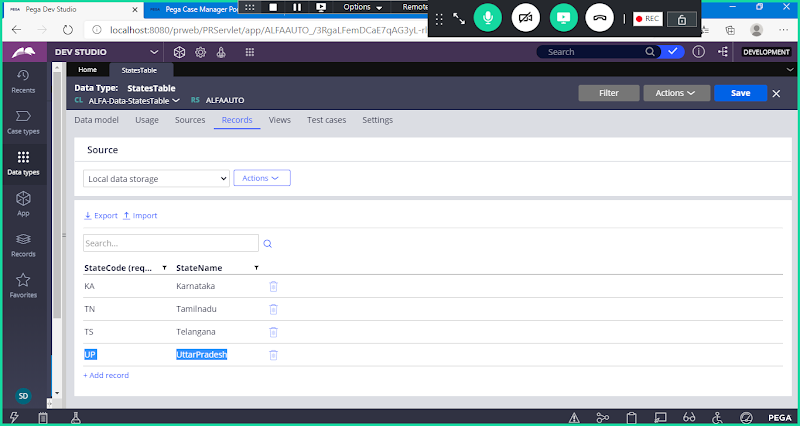 PEGA Pega Dev Studio
PEGA Pega Case Manager Po
Options
Remote
REC
localhost:8080/prweb/PRServlet/app/ALFAAUTO_/3RgaLFemDCaE7qAG3yL-r
DEV STUDIO
Search
DEVELOPMENT
Recents
Case types
Data types
App
Records
Favorites
SD
Home
StatesTable
Data Type: StatesTable
CL ALFA-Data-StatesTable
RS ALFAAUTO
Filter
Actions
Save
Data model
Usage
Sources
Records
Views
Test cases
Settings
Source
Local data storage
Actions
Export
Import
Search...
StateCode (req... StateName
KA Karnataka
TN Tamilnadu
TS Telangana
UP UttarPradesh
+ Add record
PEGA